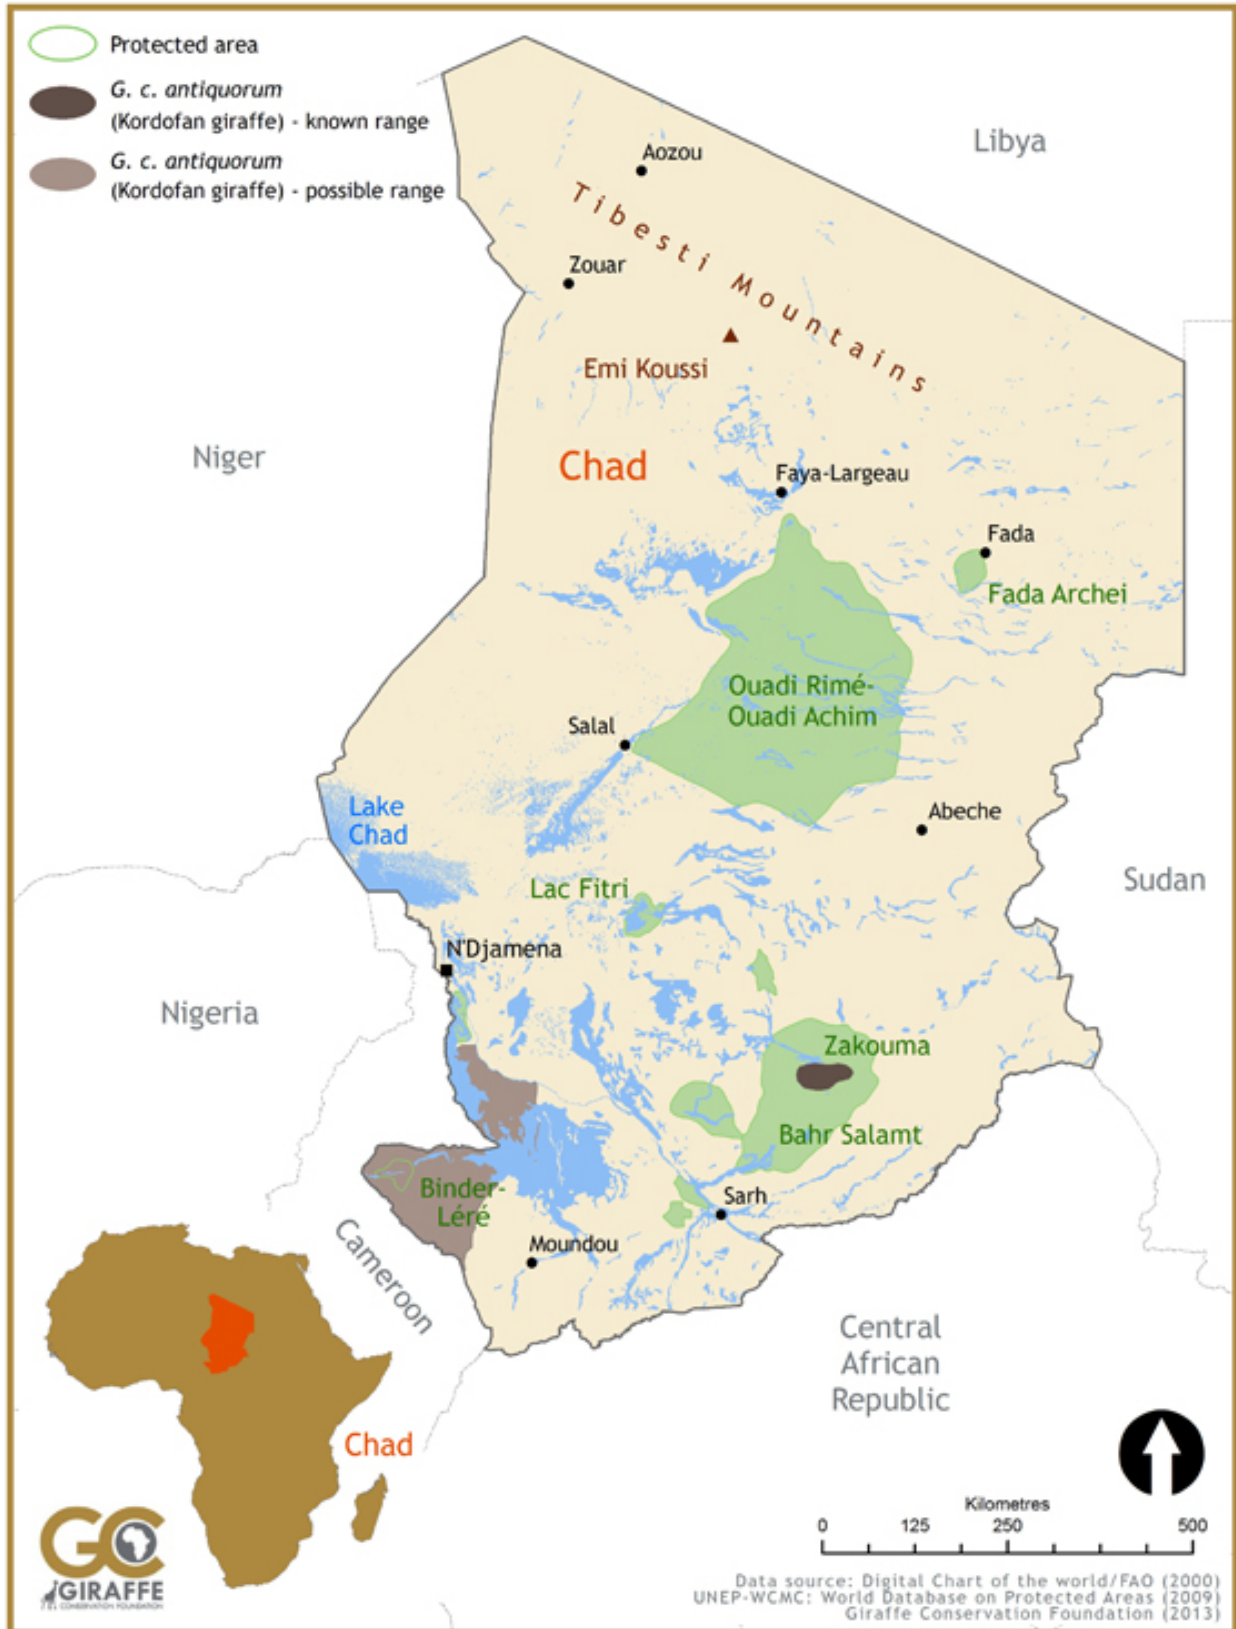 Protected area
G. c. antiquorum
(Kordofan giraffe) - known range
G. c. antiquorum
(Kordofan giraffe) - possible range
Libya
Aozou
Tibesti Mountains
Zouar
Emi Koussi
Niger
Chad
Faya-Largeau
Fada
Fada Archei
Ouadi Rimé-
Ouadi Achim
Salal
Lake
Chad
Abeche
Sudan
Lac Fitri
N'Djamena
Nigeria
Zakouma
Bahr Salamt
Binder-
Léré
Sarh
Moundou
Cameroon
Central
African
Republic
Chad
Kilometres
0 125 250 500
GC
GIRAFFE
CONSERVATION FOUNDATION
Data source: Digital Chart of the world/FAO (2000)
UNEP-WCMC: World Database on Protected Areas (2009)
Giraffe Conservation Foundation (2013)